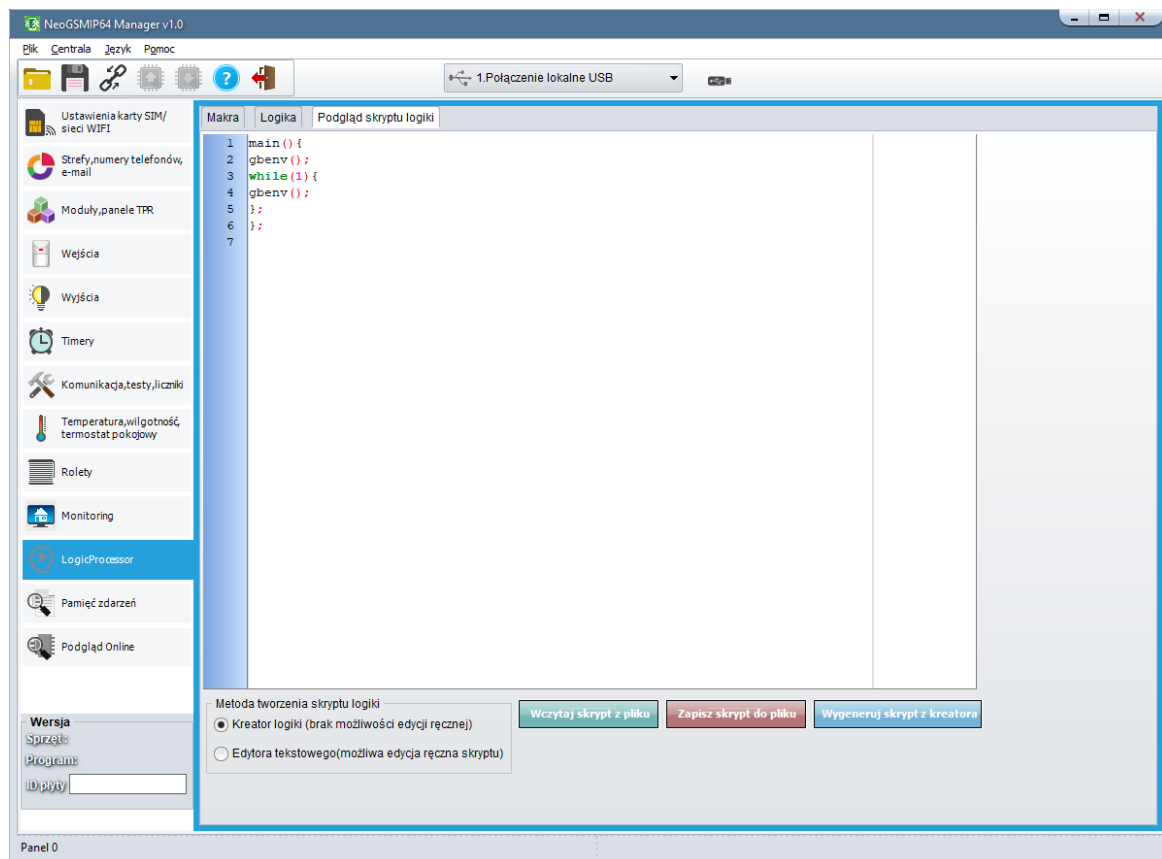 NeoGSMIP64 Manager v1.0
Plik Centrala Język Pomoc
1.Połączenie lokalne USB
Ustawienia karty SIM/
sieci WIFI
Strefy,numery telefonów,
e-mail
Moduły,panele TPR
Wejścia
Wyjścia
Timery
Komunikacja,testy,liczniki
Temperatura,wilgotność,
termostat pokojowy
Rolety
Monitoring
LogicProcessor
Pamięć zdarzeń
Podgląd Online
Wersja
Sprzęt:
Program:
ID płyty
Makra Logika Podgląd skryptu logiki
1 main(){
2 gbenv();
3 while(1){
4 gbenv();
5 };
6 };
7
Metoda tworzenia skryptu logiki
Kreator logiki (brak możliwości edycji ręcznej)
Edytora tekstowego(możliwa edycja ręczna skryptu)
Wczytaj skrypt z pliku
Zapisz skrypt do pliku
Wygeneruj skrypt z kreatora
Panel 0